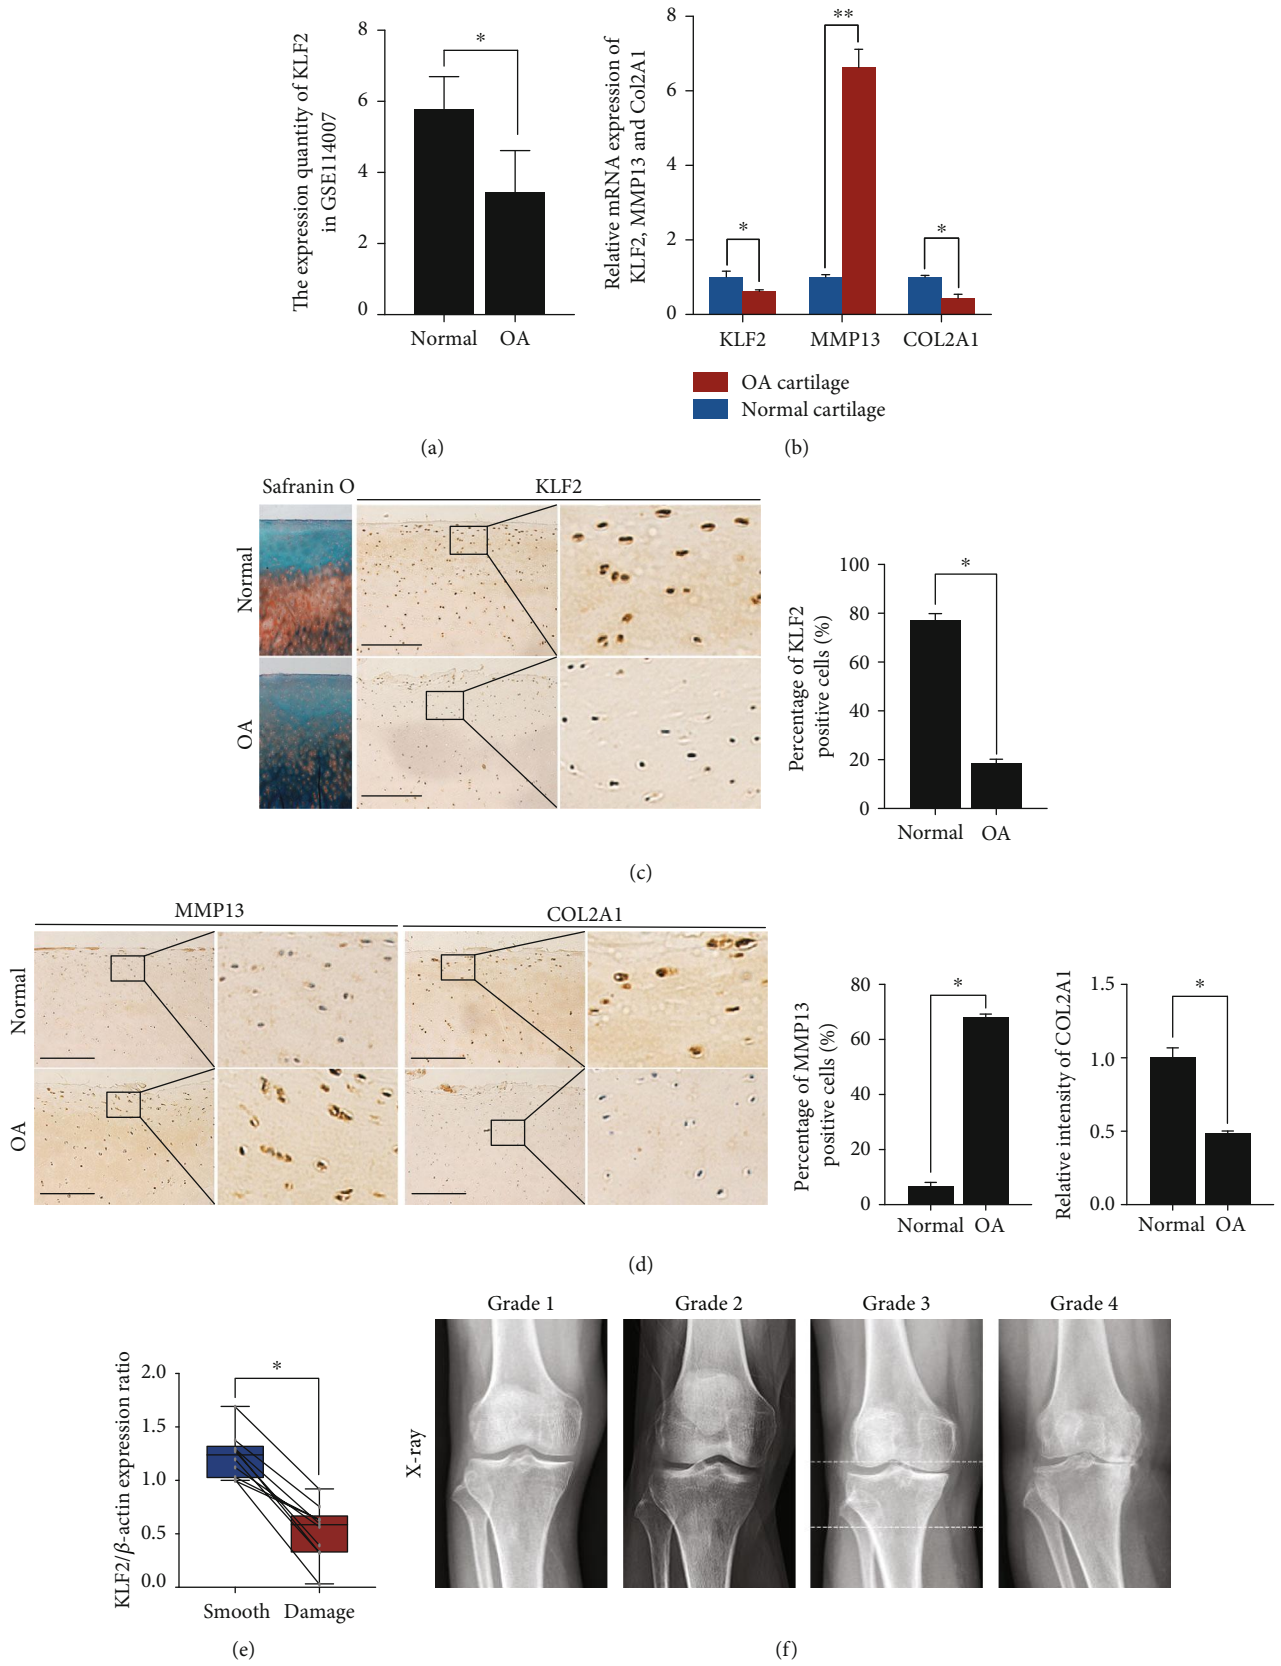 The expression quantity of KLF2
in GSE114007
8
6
4
2
0
*
Normal OA
(a)
Relative mRNA expression of
KLF2, MMP13 and Col2A1
8
6
4
2
0
*
**
*
KLF2 MMP13 COL2A1
OA cartilage
Normal cartilage
(b)
Safranin O KLF2
Normal
OA
Percentage of KLF2
positive cells (%)
100
80
60
40
20
0
*
Normal OA
(c)
MMP13 COL2A1
Normal
OA
Percentage of MMP13
positive cells (%)
80
60
40
20
0
*
Normal OA
Relative intensity of COL2A1
1.5
1.0
0.5
0.0
*
Normal OA
(d)
KLF2/β-actin expression ratio
2.0
1.5
1.0
0.5
0.0
*
Smooth Damage
(e)
Grade 1 Grade 2 Grade 3 Grade 4
X-ray
(f)